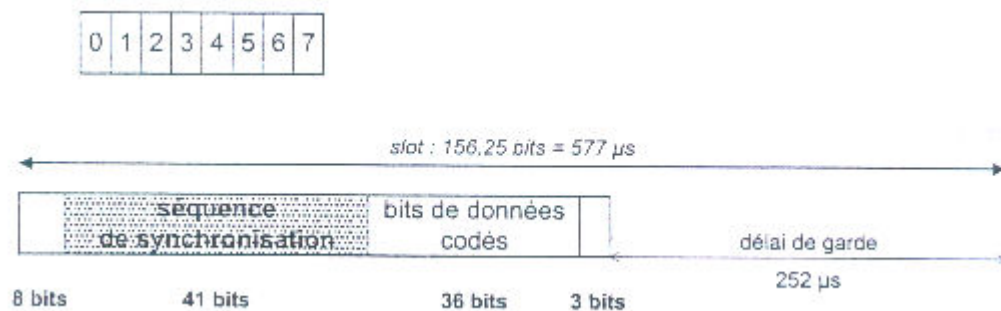 0 1 2 3 4 5 6 7
slot : 156,25 bits = 577 µs
séquence
de synchronisation
bits de données
codés
délai de garde
252 µs
8 bits 41 bits 36 bits 3 bits